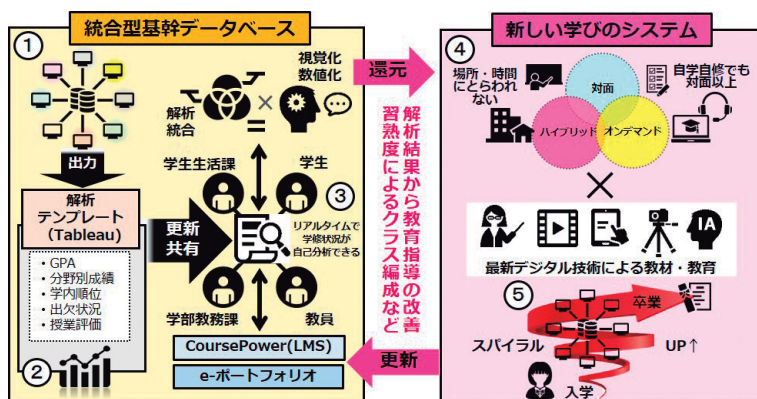 統合型基幹データベース
①
視覚化
数値化
解析
統合
×
=
出力
解析
テンプレート
(Tableau)
・GPA
・分野別成績
・学内順位
・出欠状況
・授業評価
②
更新
共有
学生生活課
学生
③
リアルタイムで
学修状況が
自己分析できる
学部教務課
教員
CoursePower(LMS)
e-ポートフォリオ
還元
解析結果から教育指導の改善
習熟度によるクラス編成など
更新
新しい学びのシステム
④
場所・時間
にとらわれ
ない
対面
自学自修でも
対面以上
ハイブリッド
オンデマンド
×
IA
最新デジタル技術による教材・教育
⑤
卒業
スパイラル
UP↑
入学